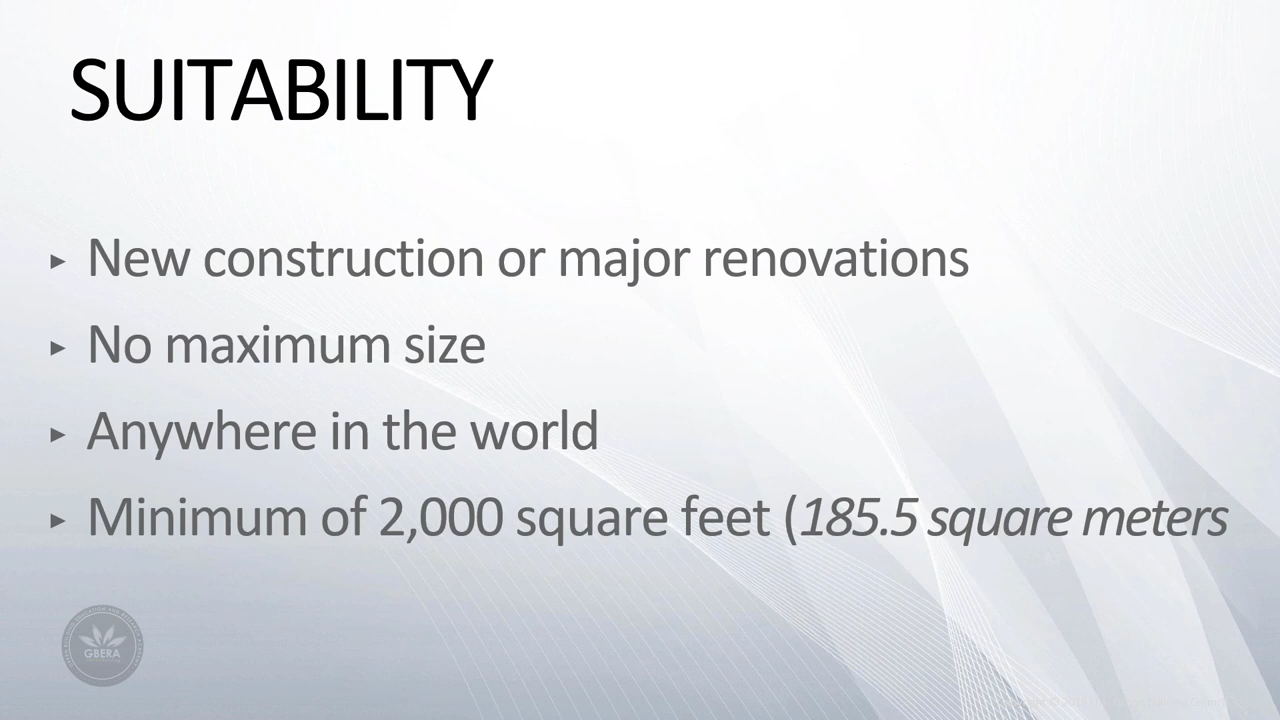 SUITABILITY
▸ New construction or major renovations
▸ No maximum size
▸ Anywhere in the world
▸ Minimum of 2,000 square feet (185.5 square meters
GBERA